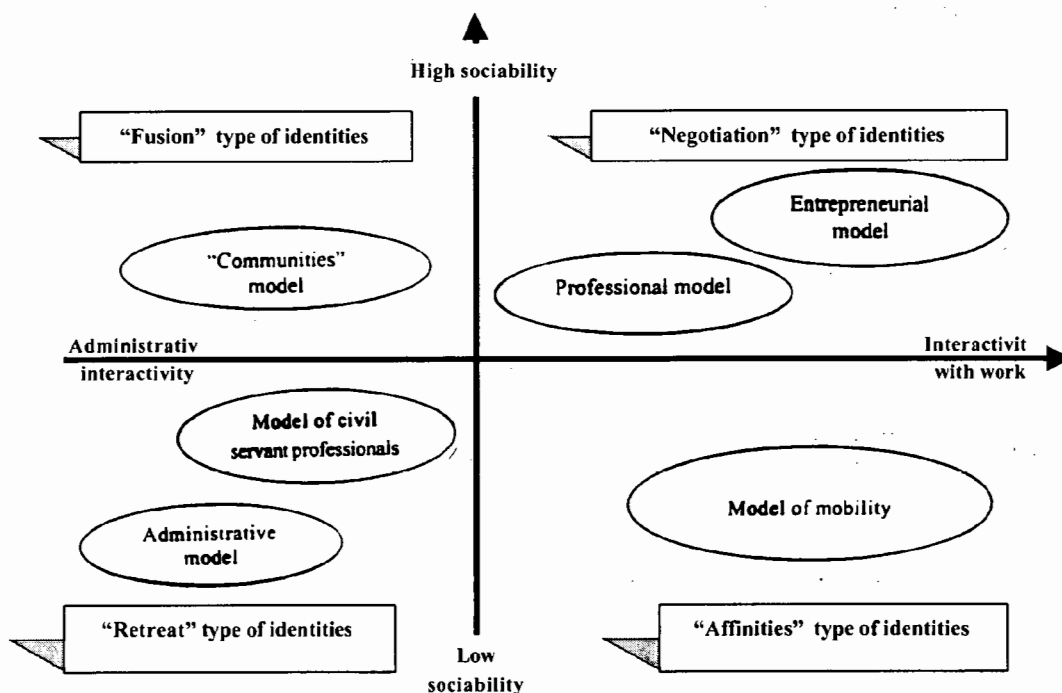 High sociability
“Fusion” type of identities
“Negotiation” type of identities
Entrepreneurial
model
“Communities”
model
Professional model
Administrativ
interactivity
Interactivit
with work
Model of civil
servant professionals
Model of mobility
Administrative
model
“Retreat” type of identities
“Affinities” type of identities
Low
sociability